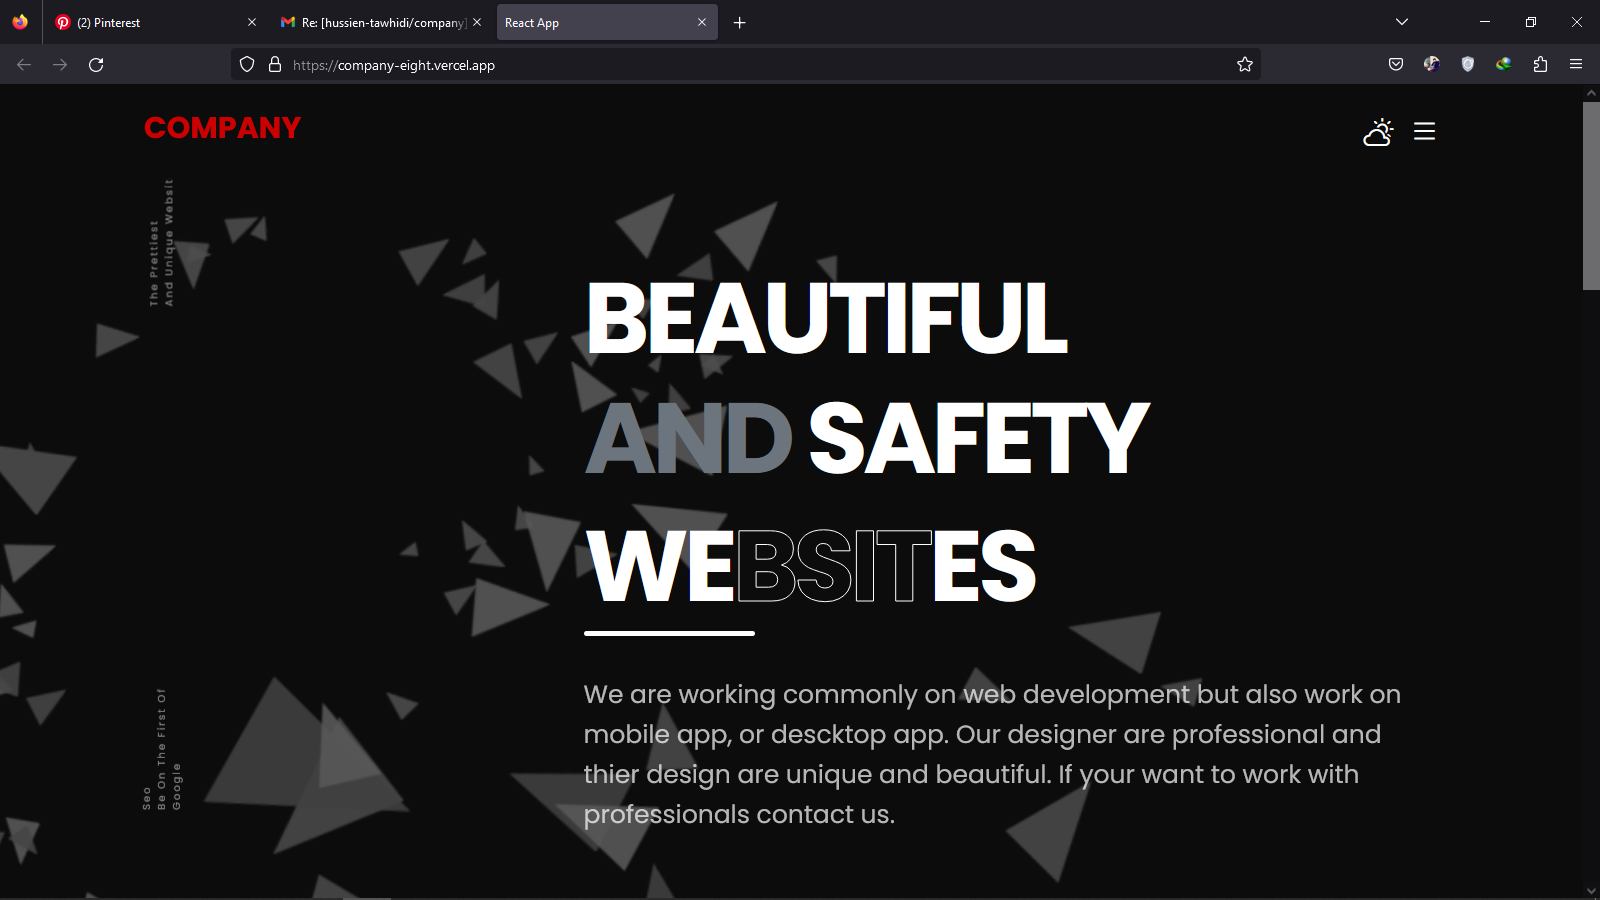 (2) Pinterest
Re: [hussien-tawhidi/company]
React App
https://company-eight.vercel.app
COMPANY
The Prettiest
And Unique Websit
BEAUTIFUL
AND SAFETY
WEBSITES
We are working commonly on web development but also work on
mobile app, or descktop app. Our designer are professional and
thier design are unique and beautiful. If your want to work with
professionals contact us.
Seo
Be On The First Of
Google